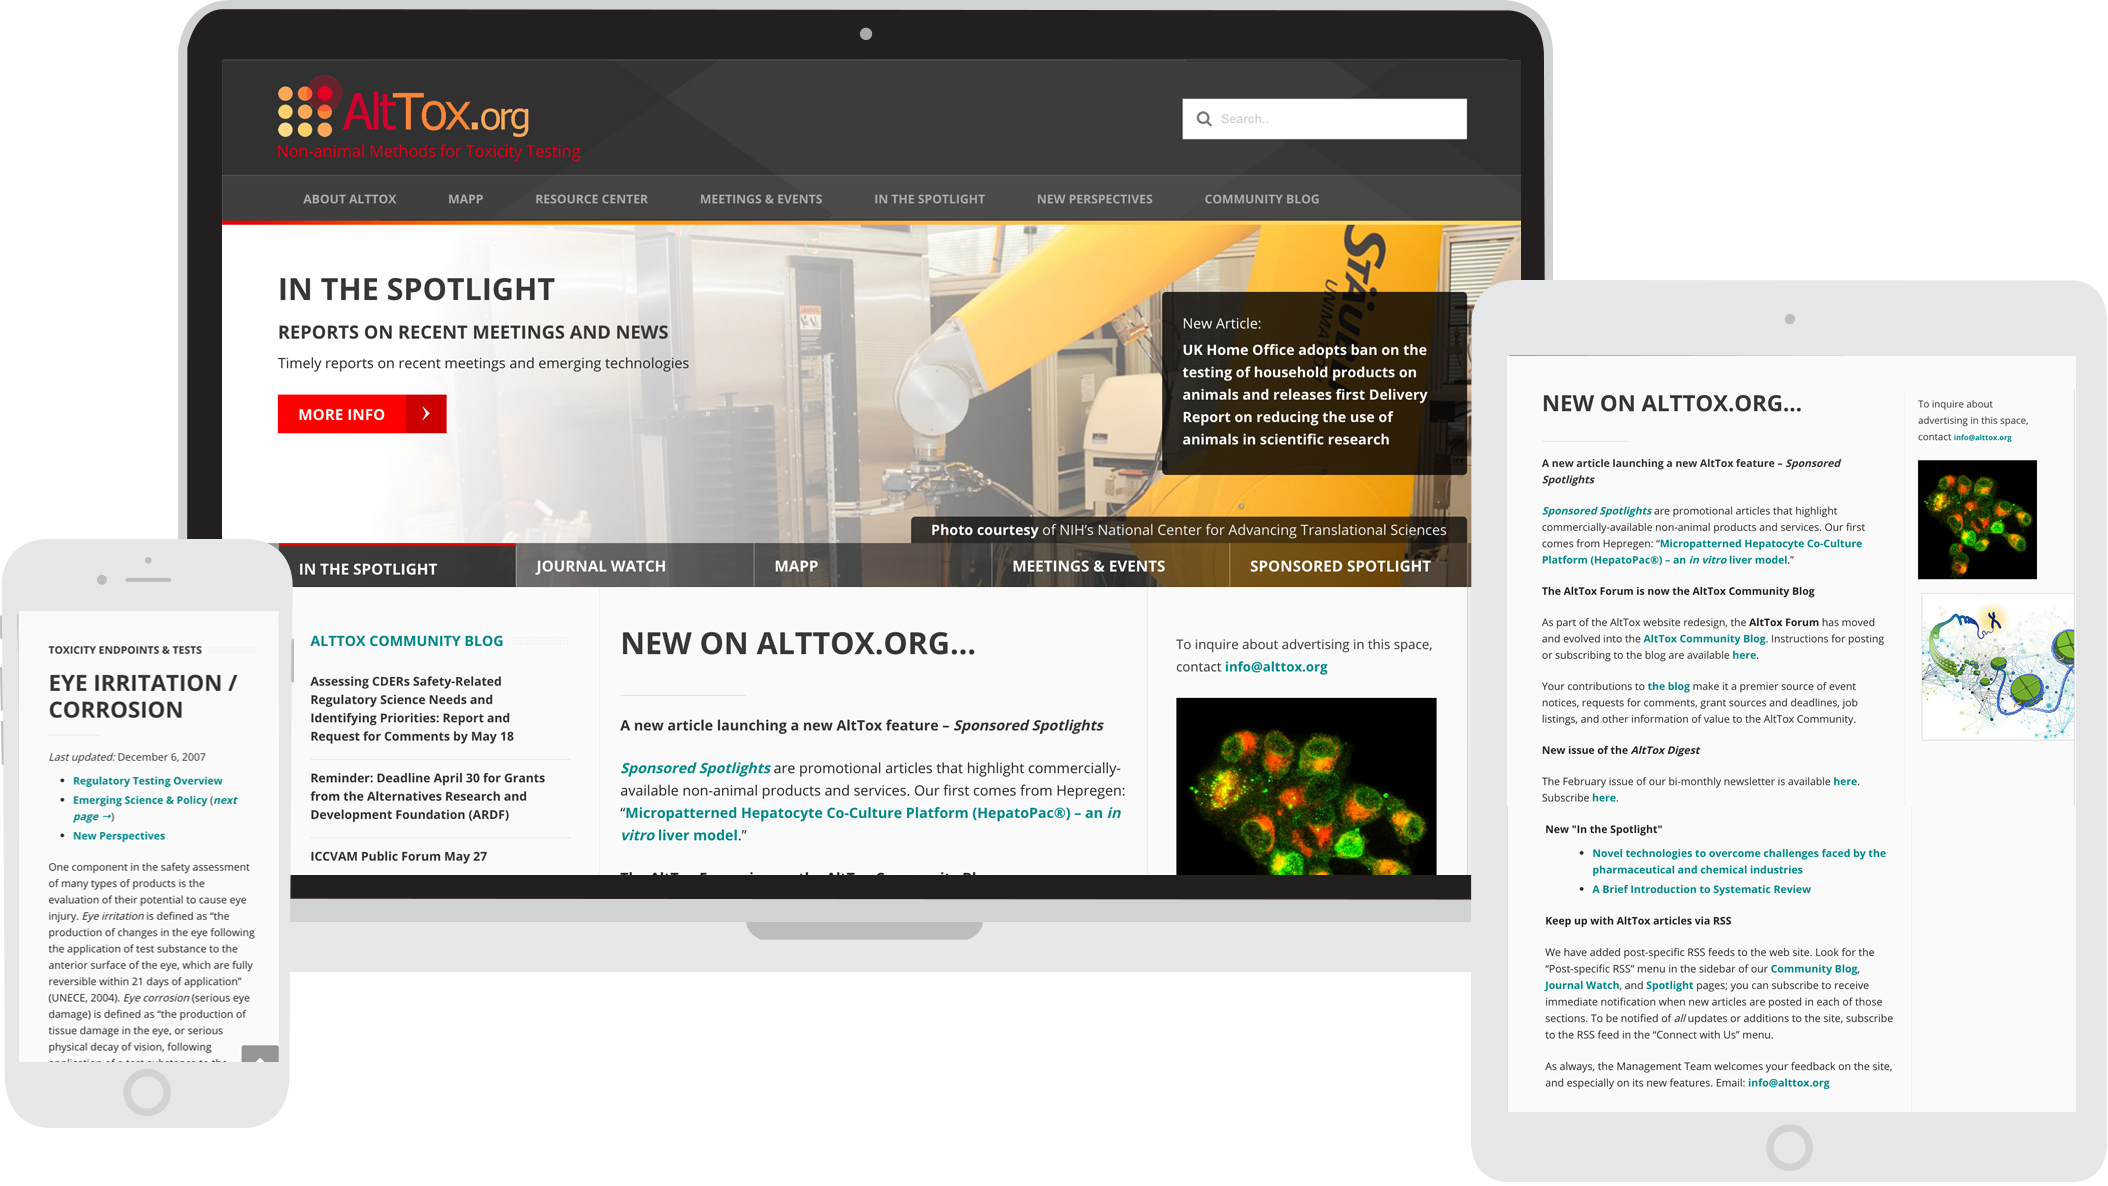 AltTox.org
Non-animal Methods for Toxicity Testing
Search..
ABOUT ALTTOX MAPP RESOURCE CENTER MEETINGS & EVENTS IN THE SPOTLIGHT NEW PERSPECTIVES COMMUNITY BLOG
IN THE SPOTLIGHT
REPORTS ON RECENT MEETINGS AND NEWS
Timely reports on recent meetings and emerging technologies
MORE INFO
STÄUBLI
UNIMATION
New Article:
UK Home Office adopts ban on the
testing of household products on
animals and releases first Delivery
Report on reducing the use of
animals in scientific research
Photo courtesy of NIH's National Center for Advancing Translational Sciences
IN THE SPOTLIGHT JOURNAL WATCH MAPP MEETINGS & EVENTS SPONSORED SPOTLIGHT
ALTTOX COMMUNITY BLOG
Assessing CDERs Safety-Related
Regulatory Science Needs and
Identifying Priorities: Report and
Request for Comments by May 18
Reminder: Deadline April 30 for Grants
from the Alternatives Research and
Development Foundation (ARDF)
ICCVAM Public Forum May 27
NEW ON ALTTOX.ORG...
A new article launching a new AltTox feature – Sponsored Spotlights
Sponsored Spotlights are promotional articles that highlight commercially-
available non-animal products and services. Our first comes from Hepregen:
“Micropatterned Hepatocyte Co-Culture Platform (HepatoPac®) – an in
vitro liver model.”
To inquire about advertising in this space,
contact info@alttox.org
TOXICITY ENDPOINTS & TESTS
EYE IRRITATION /
CORROSION
Last updated: December 6, 2007
• Regulatory Testing Overview
• Emerging Science & Policy (next
page →)
• New Perspectives
One component in the safety assessment
of many types of products is the
evaluation of their potential to cause eye
injury. Eye irritation is defined as “the
production of changes in the eye following
the application of test substance to the
anterior surface of the eye, which are fully
reversible within 21 days of application”
(UNECE, 2004). Eye corrosion (serious eye
damage) is defined as “the production of
tissue damage in the eye, or serious
physical decay of vision, following
NEW ON ALTTOX.ORG...
A new article launching a new AltTox feature – Sponsored
Spotlights
Sponsored Spotlights are promotional articles that highlight
commercially-available non-animal products and services. Our first
comes from Hepregen: “Micropatterned Hepatocyte Co-Culture
Platform (HepatoPac®) – an in vitro liver model.”
The AltTox Forum is now the AltTox Community Blog
As part of the AltTox website redesign, the AltTox Forum has moved
and evolved into the AltTox Community Blog. Instructions for posting
or subscribing to the blog are available here.
Your contributions to the blog make it a premier source of event
notices, requests for comments, grant sources and deadlines, job
listings, and other information of value to the AltTox Community.
New issue of the AltTox Digest
The February issue of our bi-monthly newsletter is available here.
Subscribe here.
New "In the Spotlight"
• Novel technologies to overcome challenges faced by the
pharmaceutical and chemical industries
• A Brief Introduction to Systematic Review
Keep up with AltTox articles via RSS
We have added post-specific RSS feeds to the web site. Look for the
“Post-specific RSS” menu in the sidebar of our Community Blog,
Journal Watch, and Spotlight pages; you can subscribe to receive
immediate notification when new articles are posted in each of those
sections. To be notified of all updates or additions to the site, subscribe
to the RSS feed in the “Connect with Us” menu.
As always, the Management Team welcomes your feedback on the site,
and especially on its new features. Email: info@alttox.org
To inquire about
advertising in this space,
contact info@alttox.org